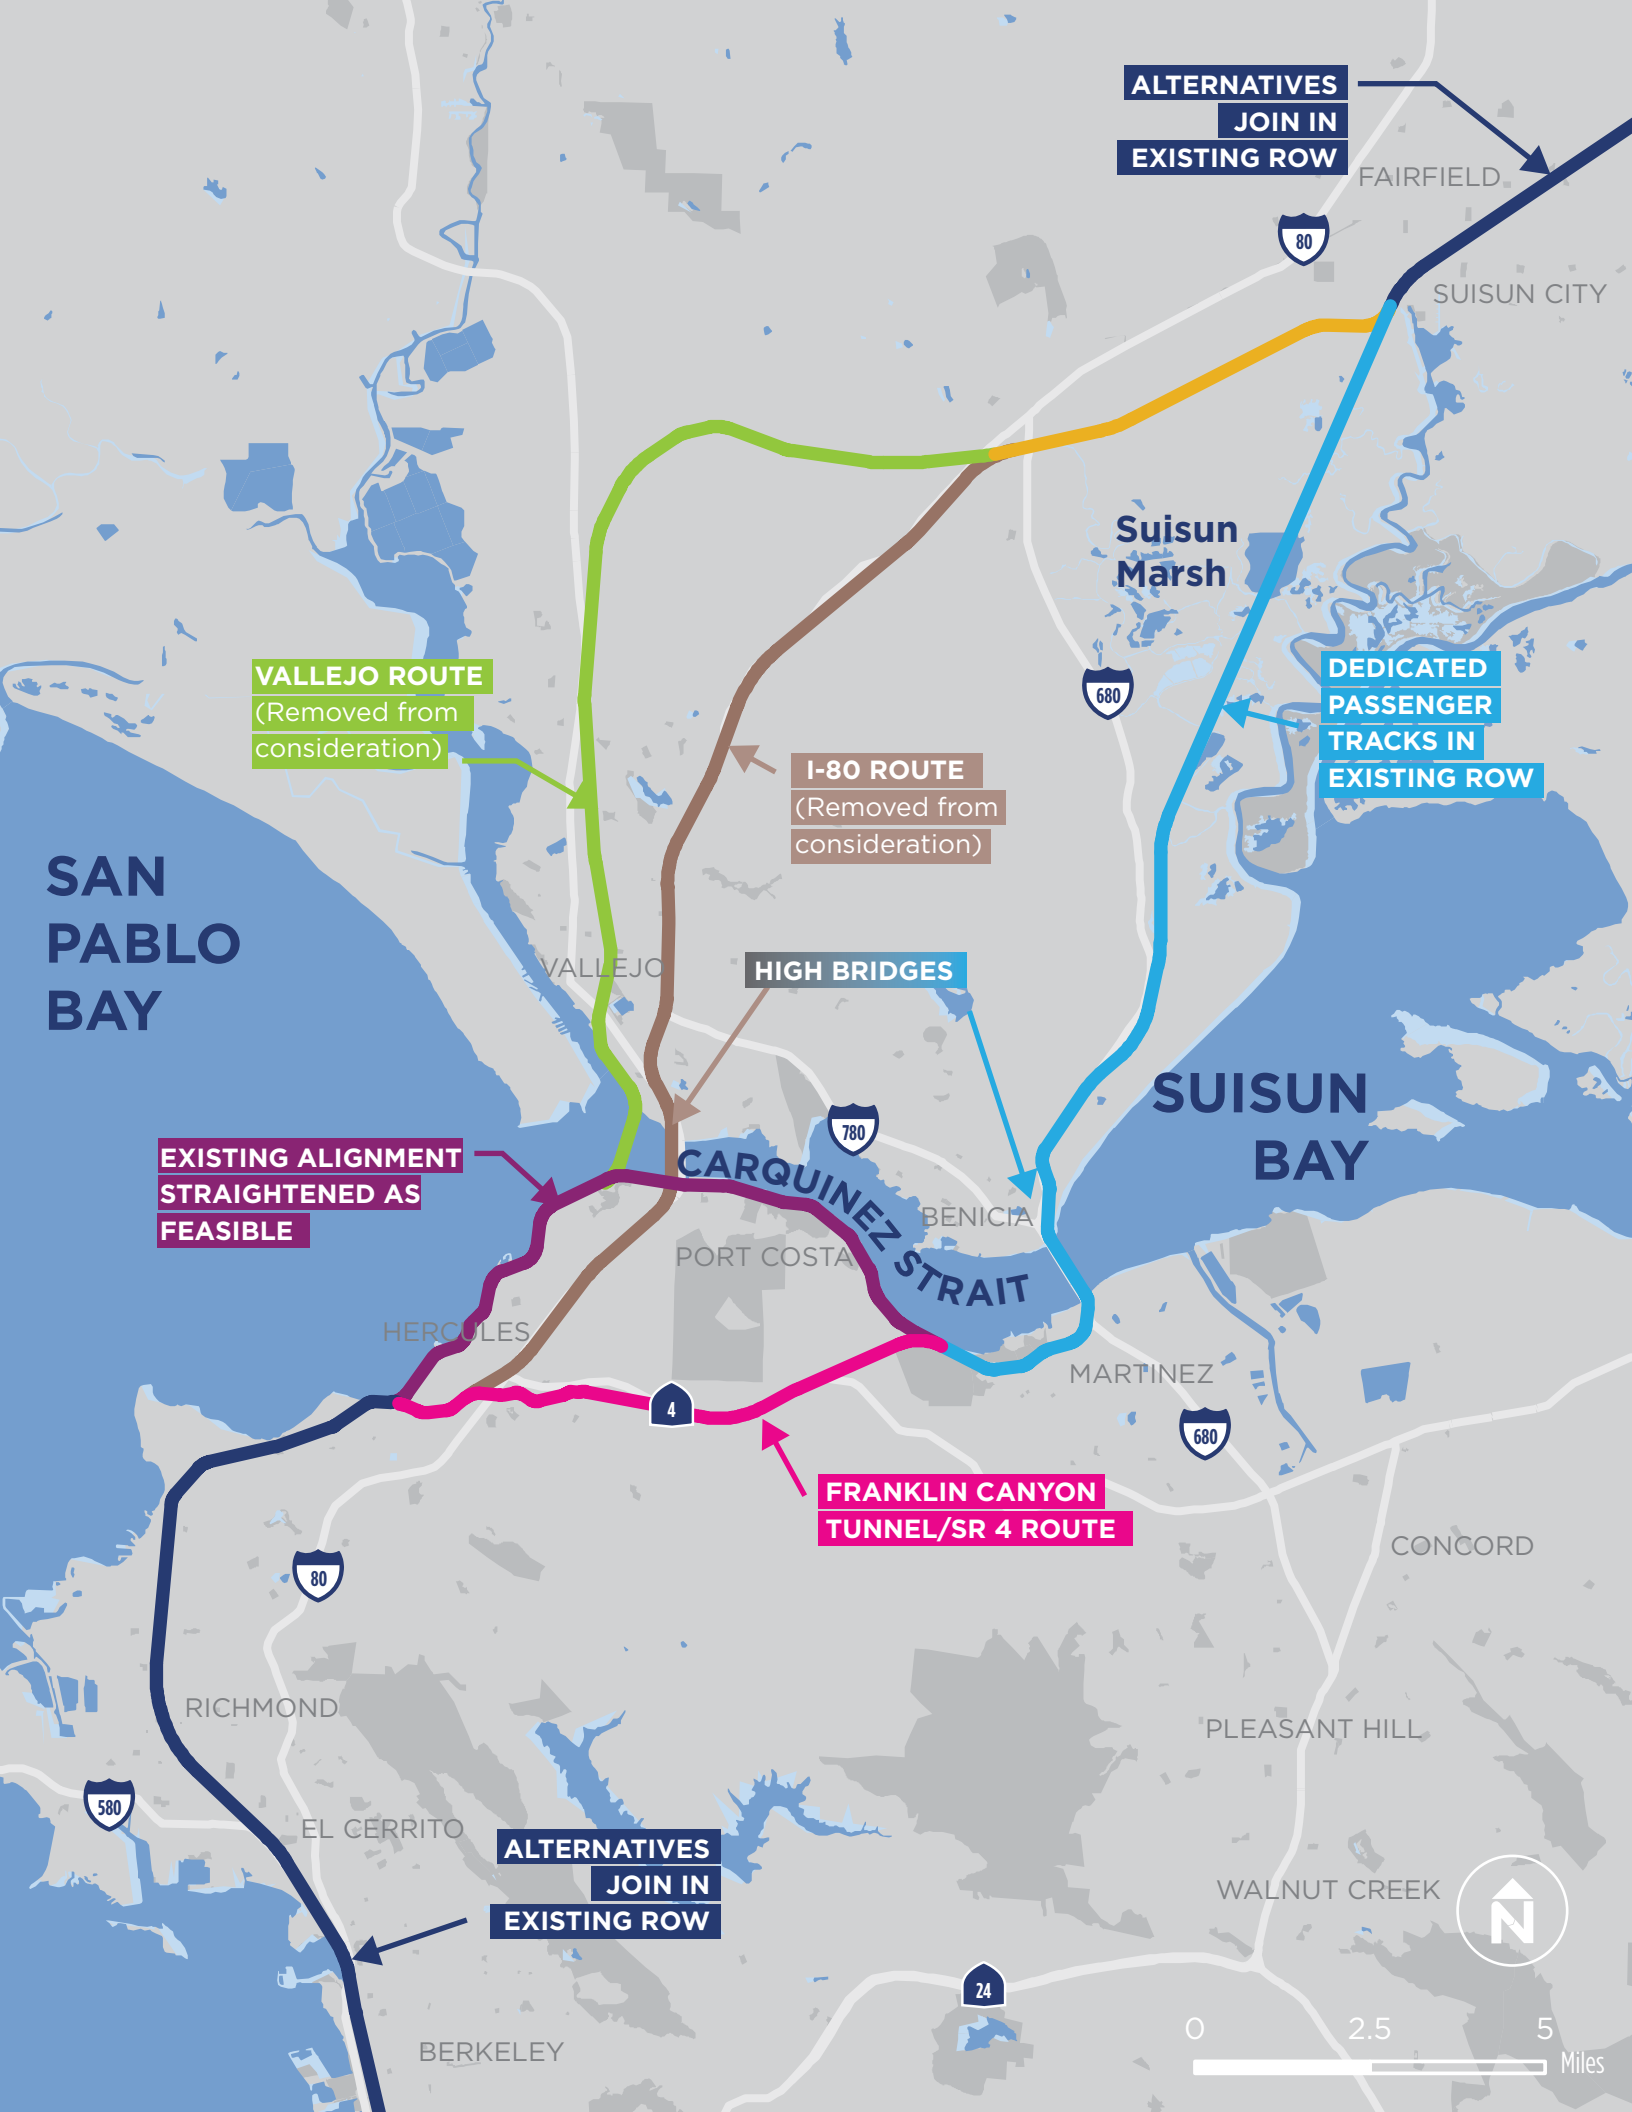 ALTERNATIVES
JOIN IN
EXISTING ROW
FAIRFIELD
80
SUISUN CITY
Suisun
Marsh
VALLEJO ROUTE
(Removed from
consideration)
680
DEDICATED
PASSENGER
TRACKS IN
EXISTING ROW
I-80 ROUTE
(Removed from
consideration)
SAN
PABLO
BAY
VALLEJO
HIGH BRIDGES
SUISUN
BAY
780
EXISTING ALIGNMENT
STRAIGHTENED AS
FEASIBLE
CARQUINEZ STRAIT
BENICIA
PORT COSTA
HERCULES
MARTINEZ
4
680
FRANKLIN CANYON
TUNNEL/SR 4 ROUTE
CONCORD
80
RICHMOND
PLEASANT HILL
580
EL CERRITO
ALTERNATIVES
JOIN IN
EXISTING ROW
WALNUT CREEK
N
24
BERKELEY
0 2.5 5
Miles